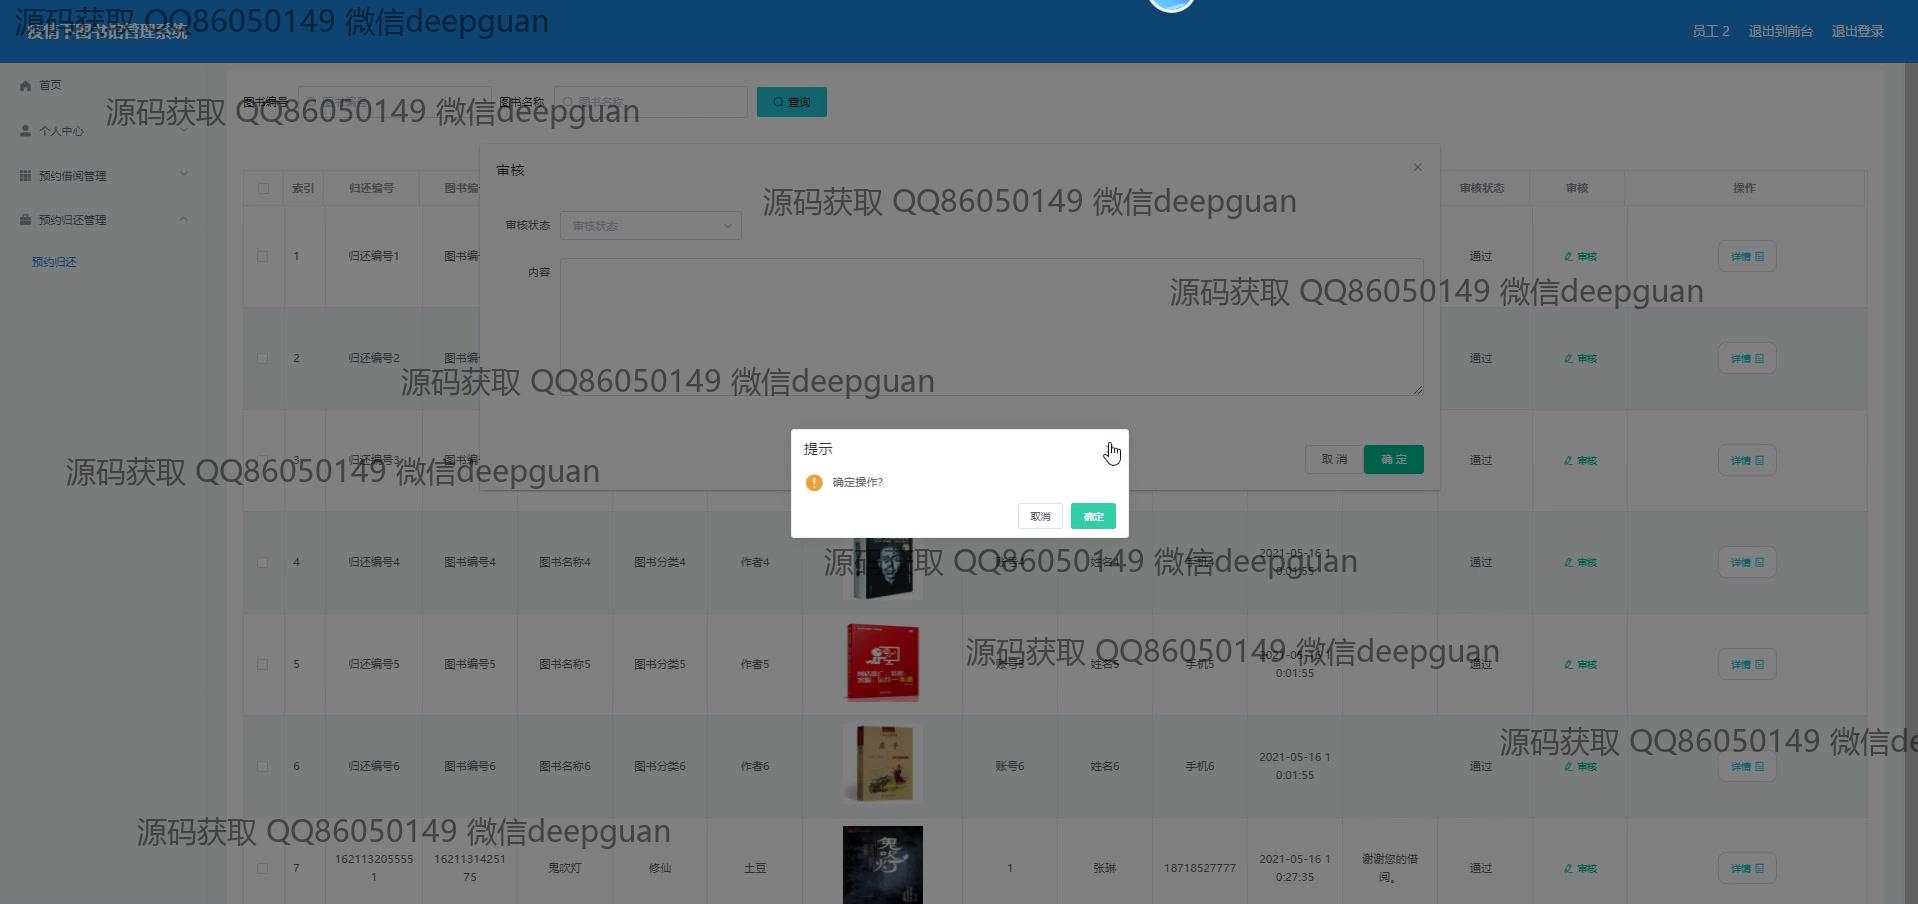 源码获取 QQ86050149 微信deepguan
疫情下图书馆管理系统
员工 2 退出到前台 退出登录
首页
个人中心
预约借阅管理
预约归还管理
预约归还
图书编号 图书编号 图书名称 图书名称 查询
源码获取 QQ86050149 微信deepguan
审核
源码获取 QQ86050149 微信deepguan
索引 归还编号 图书编 审核状态 审核 操作
审核状态 审核状态
内容
1 归还编号1 图书编 通过 审核 详情
源码获取 QQ86050149 微信deepguan
2 归还编号2 图书编 通过 审核 详情
源码获取 QQ86050149 微信deepguan
取 消 确 定
3 归还编号3 图书编 通过 审核 详情
源码获取 QQ86050149 微信deepguan
提示
确定操作?
取消 确定
4 归还编号4 图书编号4 图书名称4 图书分类4 作者4 账号4 姓名4 手机4 2021-05-16 1 通过 审核 详情
0:01:55
源码获取 QQ86050149 微信deepguan
5 归还编号5 图书编号5 图书名称5 图书分类5 作者5 账号5 姓名5 手机5 2021-05-16 1 通过 审核 详情
0:01:55
源码获取 QQ86050149 微信deepguan
6 归还编号6 图书编号6 图书名称6 图书分类6 作者6 账号6 姓名6 手机6 2021-05-16 1 通过 审核 详情
0:01:55
源码获取 QQ86050149 微信de
源码获取 QQ86050149 微信deepguan
7 162113205555 16211314251 鬼吹灯 修仙 土豆 鬼吹灯 1 张琳 18718527777 2021-05-16 1 谢谢您的借 通过 审核 详情
1 75 0:27:35 阅。